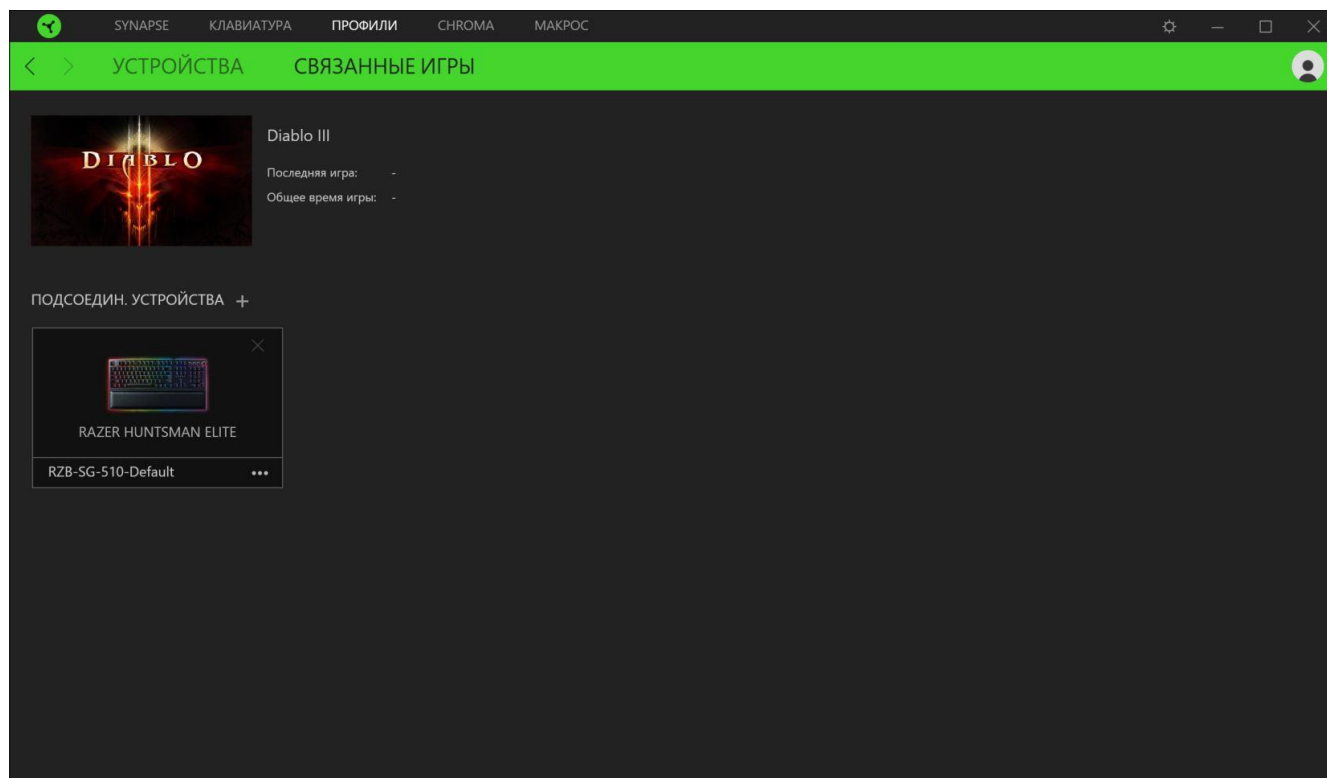 SYNAPSE КЛАВИАТУРА ПРОФИЛИ CHROMA МАКРОС
УСТРОЙСТВА СВЯЗАННЫЕ ИГРЫ
DIABLO
Diablo III
Последняя игра: -
Общее время игры: -
ПОДСОЕДИН. УСТРОЙСТВА +
RAZER HUNTSMAN ELITE
RZB-SG-510-Default